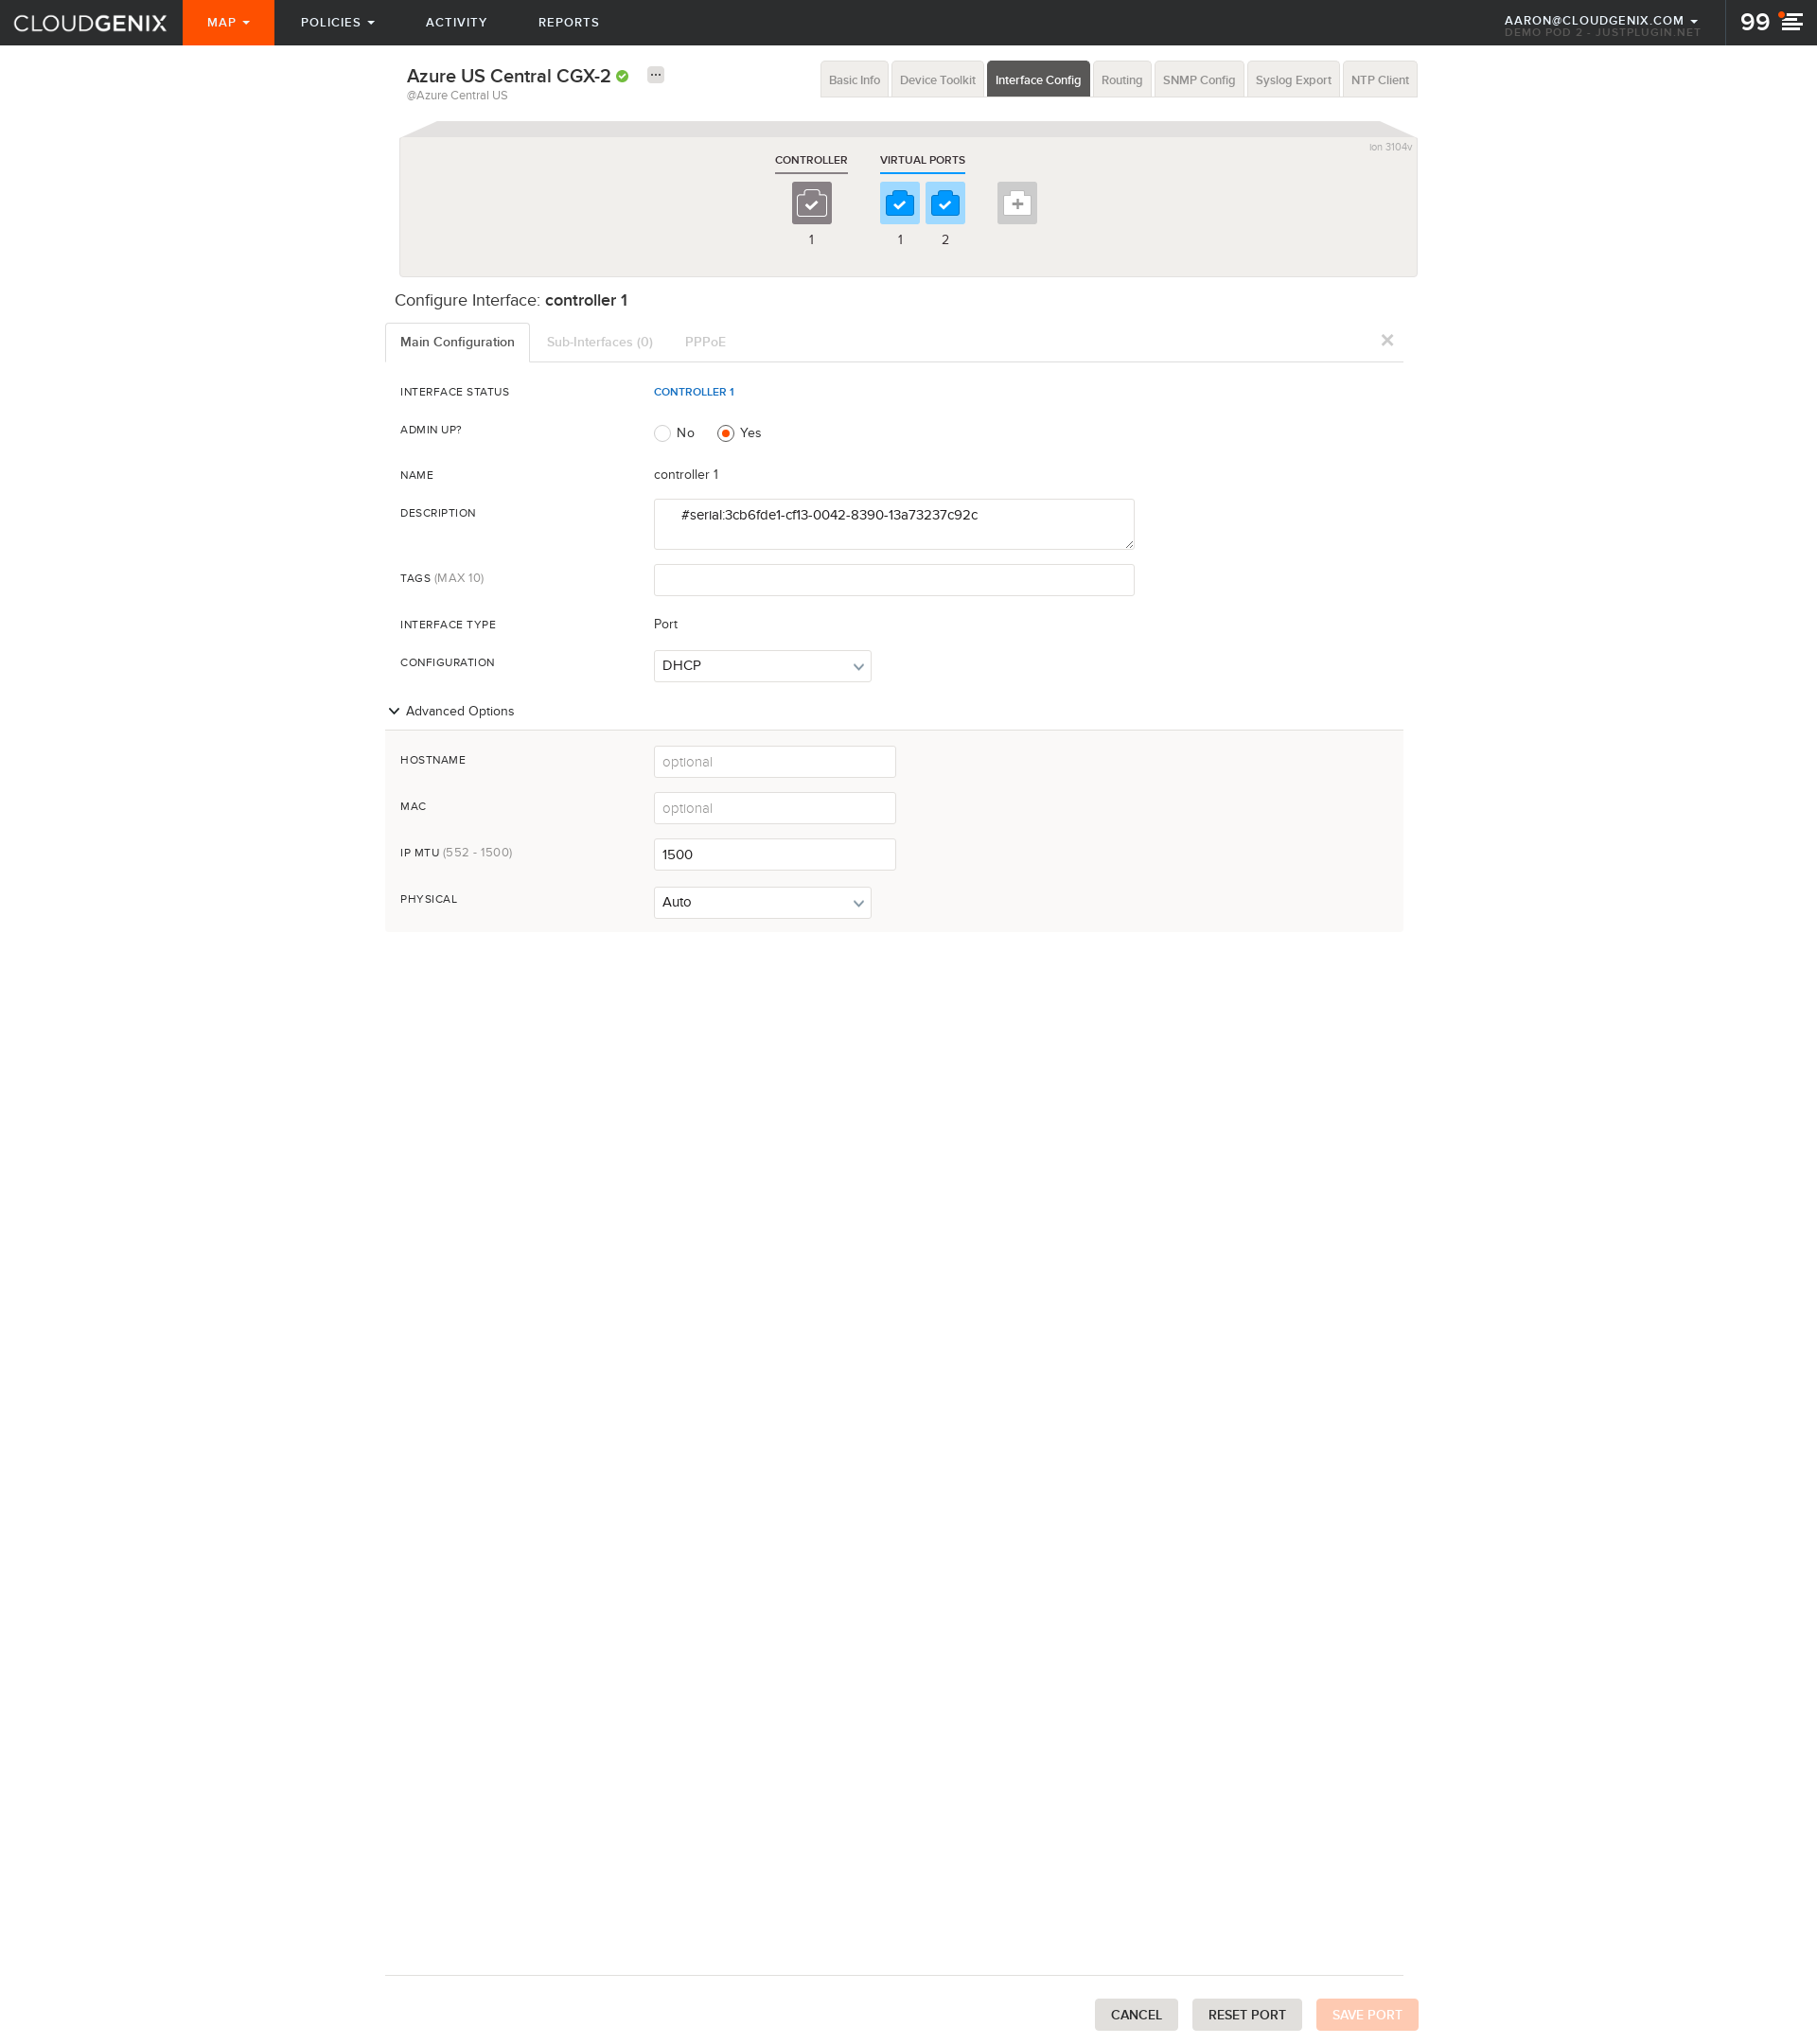 CLOUDGENIX MAP POLICIES ACTIVITY REPORTS AARON@CLOUDGENIX.COM 99
DEMO POD 2 - JUSTPLUGIN.NET
Azure US Central CGX-2 Basic Info Device Toolkit Interface Config Routing SNMP Config Syslog Export NTP Client
@Azure Central US
ion 3104v
CONTROLLER VIRTUAL PORTS
1 1 2
Configure Interface: controller 1
Main Configuration Sub-Interfaces (0) PPPoE
INTERFACE STATUS CONTROLLER 1
ADMIN UP? No Yes
NAME controller 1
DESCRIPTION #serial:3cb6fde1-cf13-0042-8390-13a73237c92c
TAGS (MAX 10)
INTERFACE TYPE Port
CONFIGURATION DHCP
Advanced Options
HOSTNAME optional
MAC optional
IP MTU (552 - 1500) 1500
PHYSICAL Auto
CANCEL RESET PORT SAVE PORT